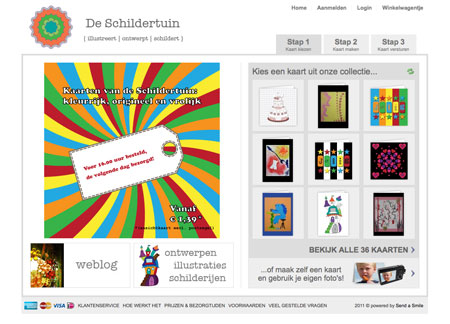 Home Aanmelden Login Winkelwagentje
De Schildertuin
| illustreert | ontwerpt | schildert |
Stap 1 Stap 2 Stap 3
Kaart kiezen Kaart maken Kaart versturen
Kaarten van de Schildertuin:
kleurrijk, origineel en vrolijk
Voor 16.00 uur besteld,
de volgende dag bezorgd!
Vanaf
€ 1,39*
Kies een kaart uit onze collectie...
BEKIJK ALLE 36 KAARTEN >
weblog
ontwerpen
illustraties
schilderijen
...of maak zelf een kaart
en gebruik je eigen foto's!
VISA KLANTENSERVICE HOE WERKT HET PRIJZEN & BEZORGTIJDEN VOORWAARDEN VEEL GESTELDE VRAGEN 2011 © powered by Send a Smile